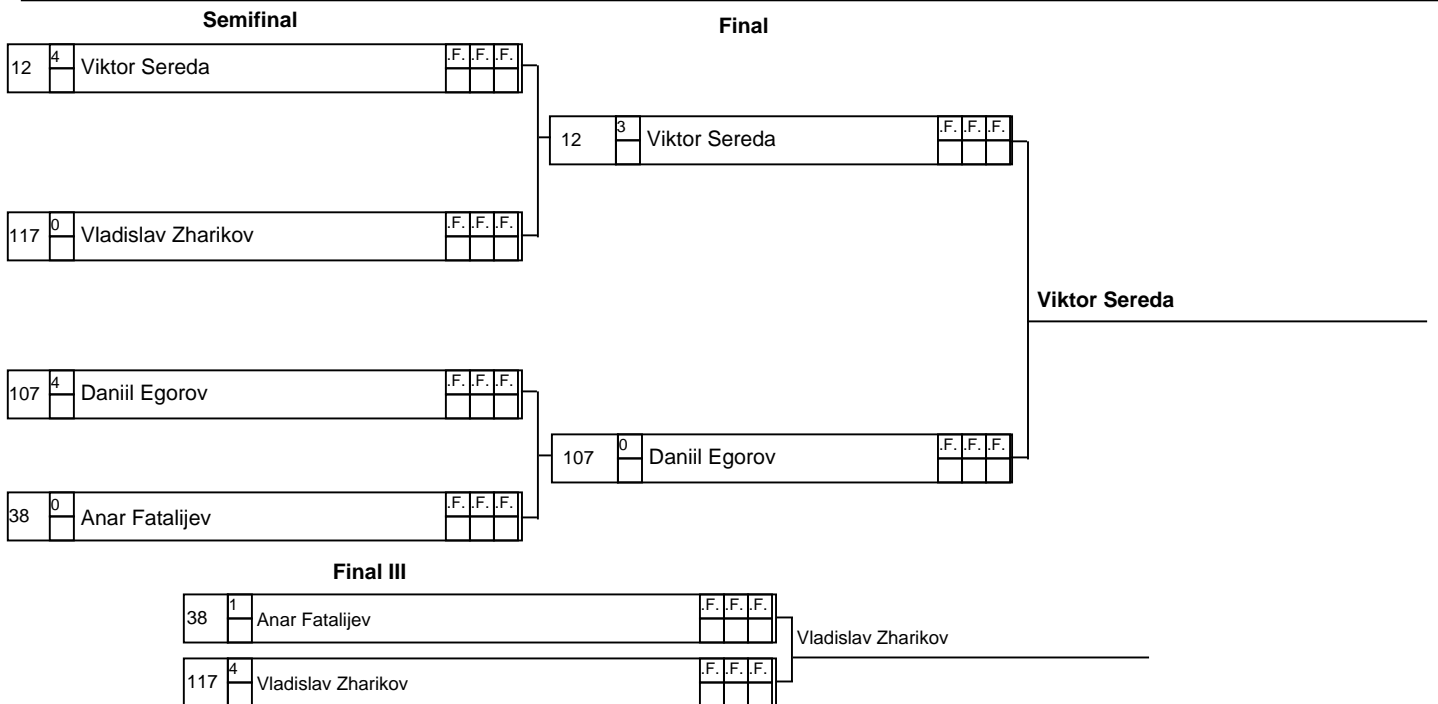 Semifinal
Final
12 4 Viktor Sereda .F. .F. .F.
12 3 Viktor Sereda .F. .F. .F.
117 0 Vladislav Zharikov .F. .F. .F.
Viktor Sereda
107 4 Daniil Egorov .F. .F. .F.
107 0 Daniil Egorov .F. .F. .F.
38 0 Anar Fatalijev .F. .F. .F.
Final III
38 1 Anar Fatalijev .F. .F. .F.
Vladislav Zharikov
117 4 Vladislav Zharikov .F. .F. .F.